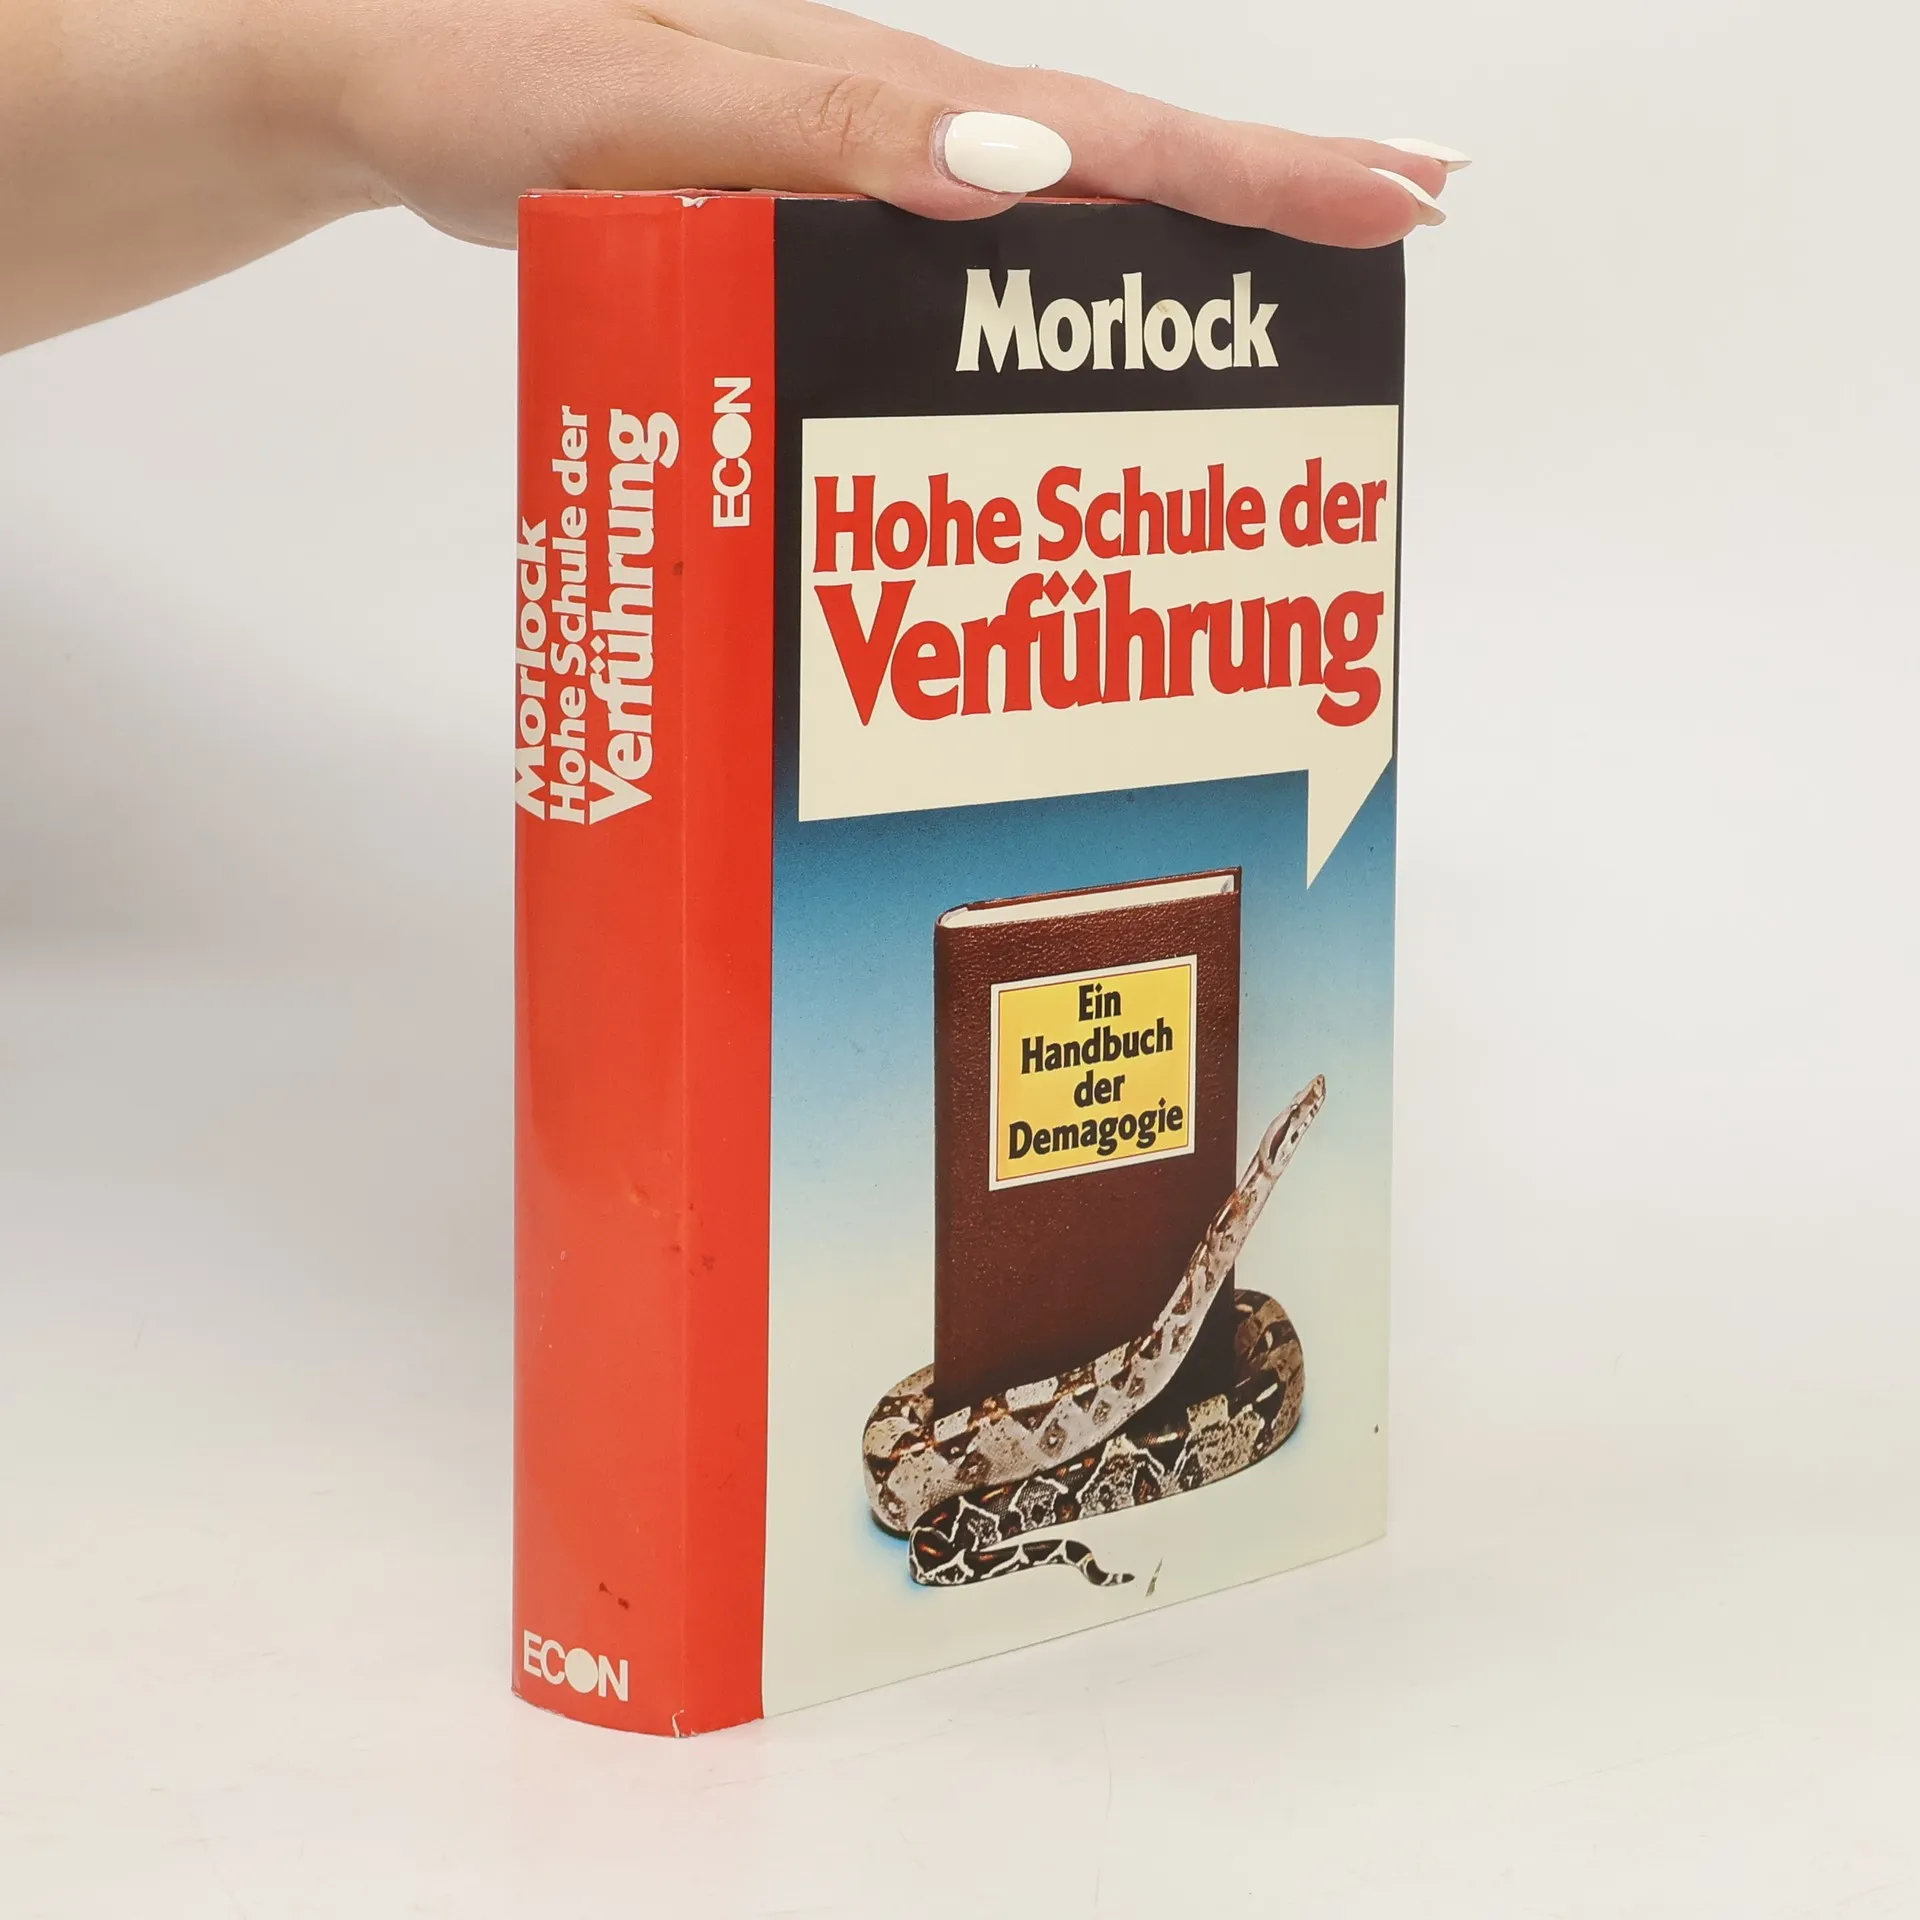 Morlock
Hohe Schule der
Verführung
ECON
ECON
Morlock
Hohe Schule der
Verführung
Ein
Handbuch
der
Demagogie